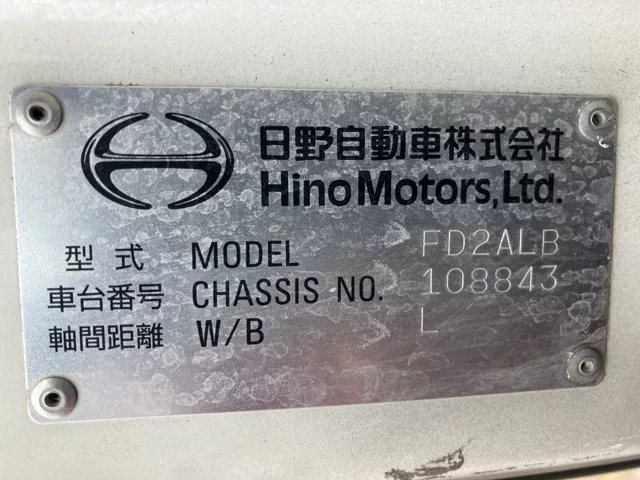 日野自動車株式会社
Hino Motors, Ltd.
型式 MODEL FD2ALB
車台番号 CHASSIS NO. 108843
軸間距離 W/B L